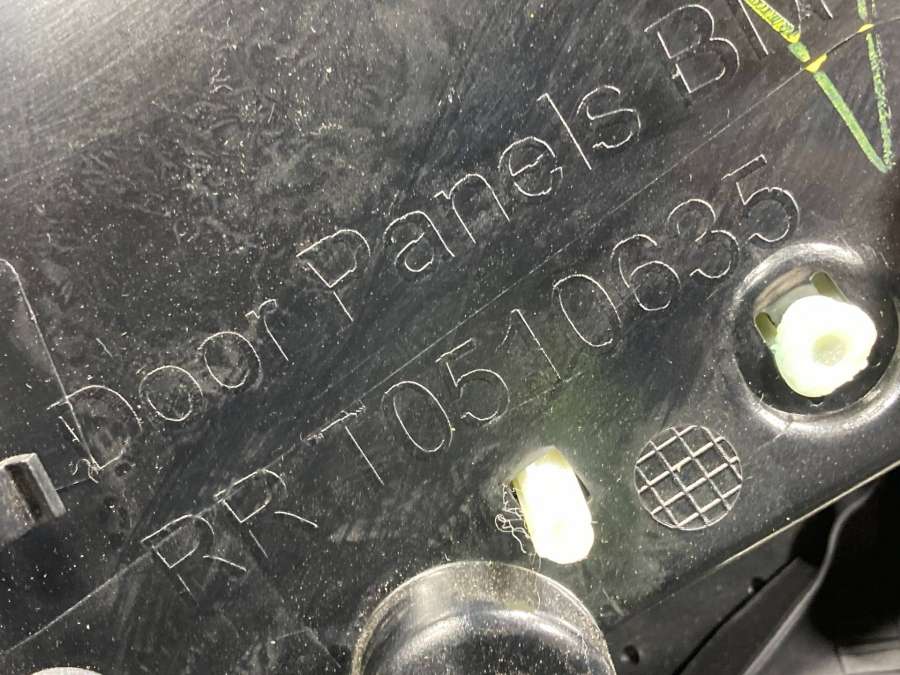 Door Panels BM
RR T0510635